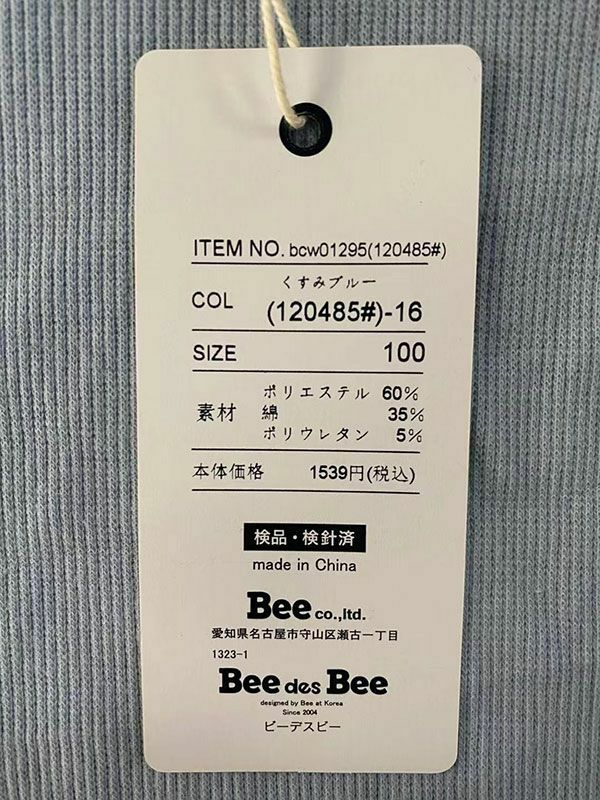 ITEM NO. bcw01295(120485#)
くすみブルー
COL (120485#)-16
SIZE 100
ポリエステル 60%
素材 綿 35%
ポリウレタン 5%
本体価格 1539円(税込)
検品・検針済
made in China
Bee co.,ltd.
愛知県名古屋市守山区瀬古一丁目
1323-1
Bee des Bee
designed by Bee at Korea
Since 2004
ビーデスビー